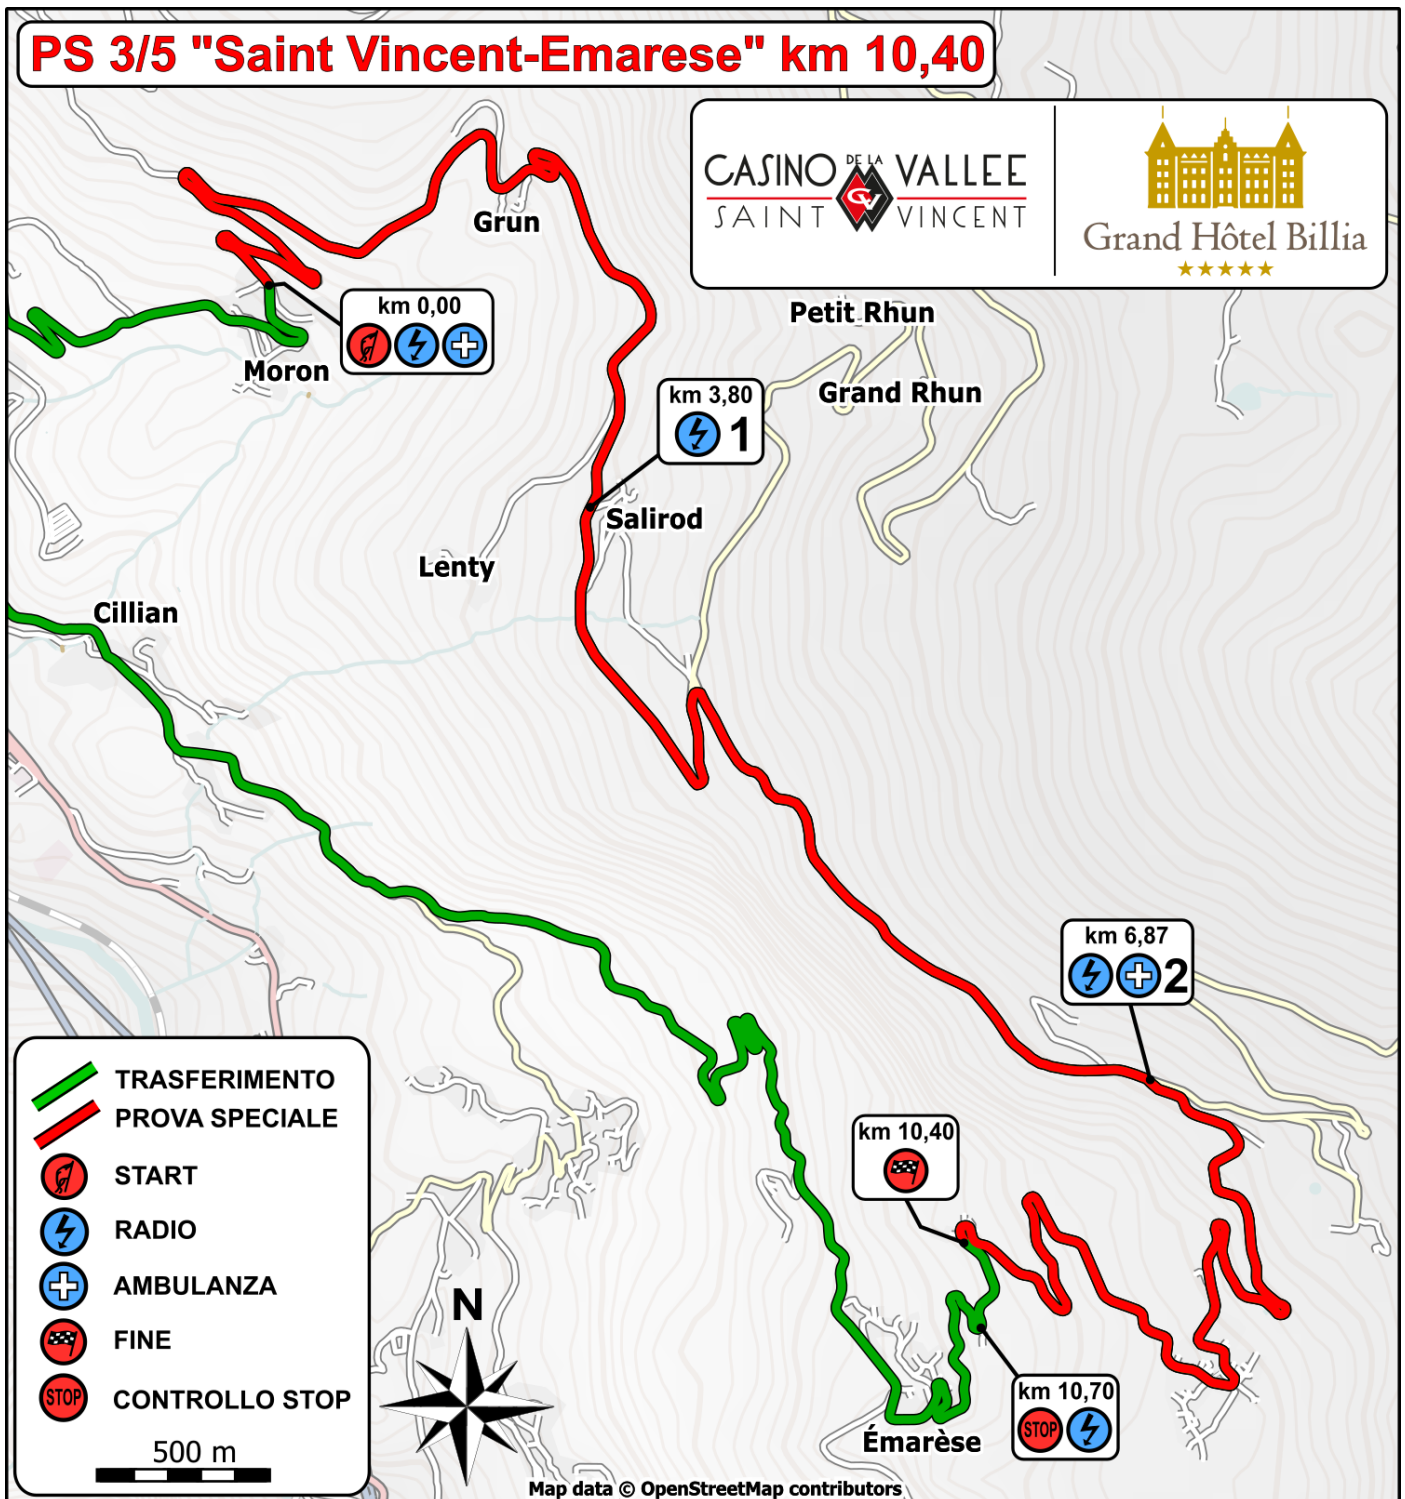 PS 3/5 "Saint Vincent-Emarese" km 10,40
CASINO DE LA VALLEE
SAINT VINCENT
CV
Grand Hôtel Billia
Grun
km 0,00
Moron
Petit Rhun
Grand Rhun
km 3,80
1
Salirod
Lenty
Cillian
km 6,87
2
km 10,40
km 10,70
STOP
Émarèse
TRASFERIMENTO
PROVA SPECIALE
START
RADIO
AMBULANZA
FINE
STOP CONTROLLO STOP
500 m
N
Map data © OpenStreetMap contributors